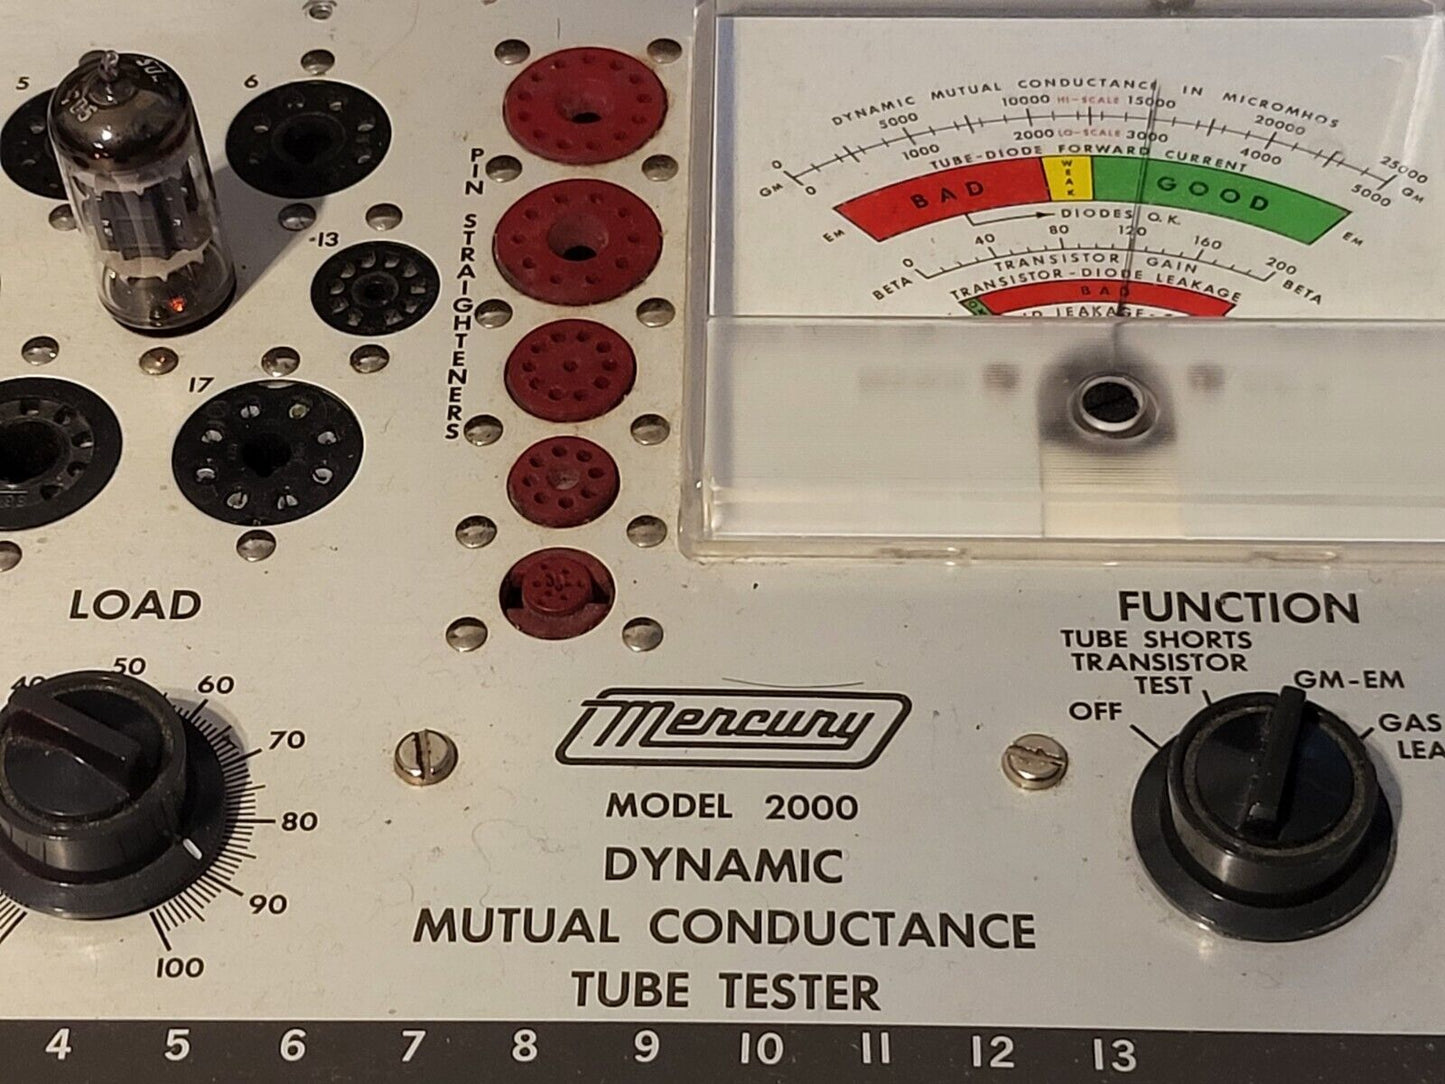 5
6
-13
17
PIN STRAIGHTENERS
DYNAMIC MUTUAL CONDUCTANCE IN MICROMHOS
0 5000 10000 HI-SCALE 15000 20000 25000
GM 0 1000 2000 LO-SCALE 3000 4000 5000 GM
TUBE-DIODE FORWARD CURRENT
EM BAD WEAK GOOD EM
DIODES O.K.
BETA 0 40 80 120 160 200 BETA
TRANSISTOR GAIN
TRANSISTOR-DIODE LEAKAGE
BAD
LEAKAGE-
LOAD
40 50 60 70 80 90 100
FUNCTION
TUBE SHORTS
TRANSISTOR
TEST
GM-EM
OFF
GAS
LEA
Mercury
MODEL 2000
DYNAMIC
MUTUAL CONDUCTANCE
TUBE TESTER
4 5 6 7 8 9 10 11 12 13